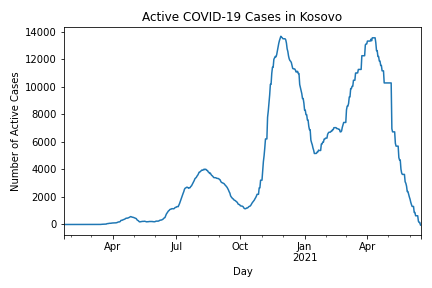 Active COVID-19 Cases in Kosovo
14000
12000
10000
8000
6000
4000
2000
0
Number of Active Cases
Apr
Jul
Oct
Jan
2021
Apr
Day